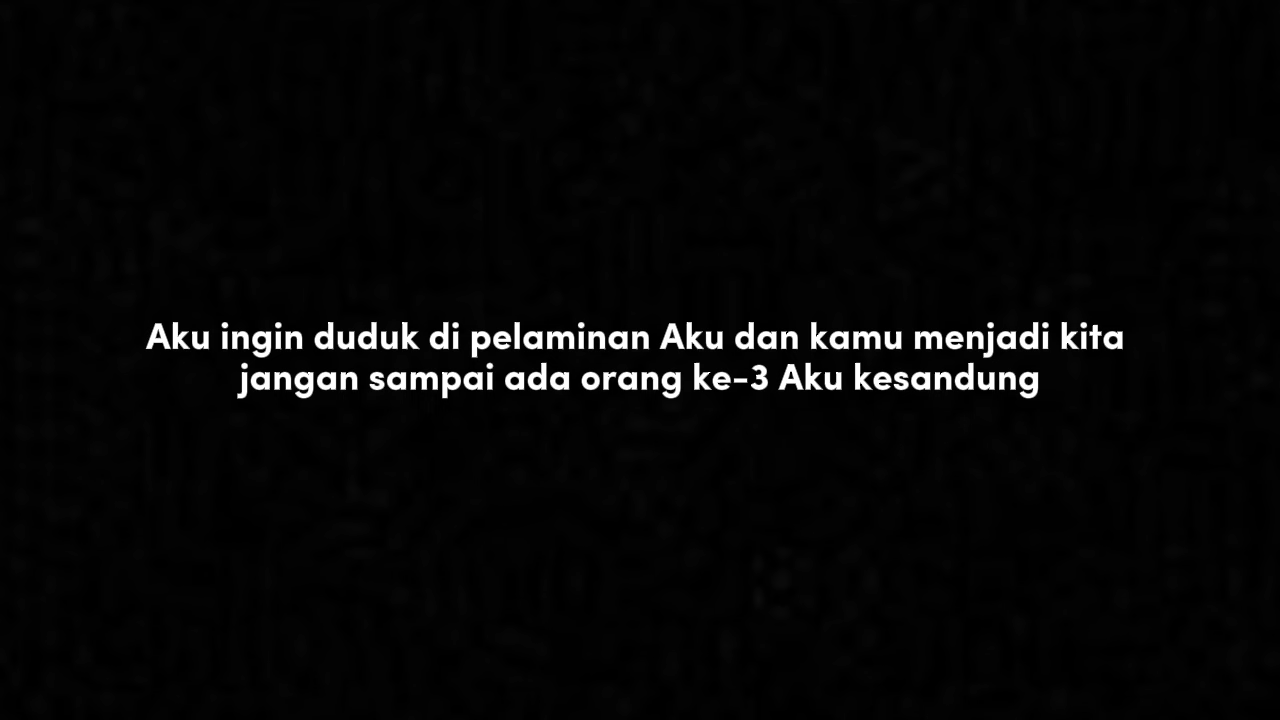 Aku ingin duduk di pelaminan Aku dan kamu menjadi kita
jangan sampai ada orang ke-3 Aku kesandung